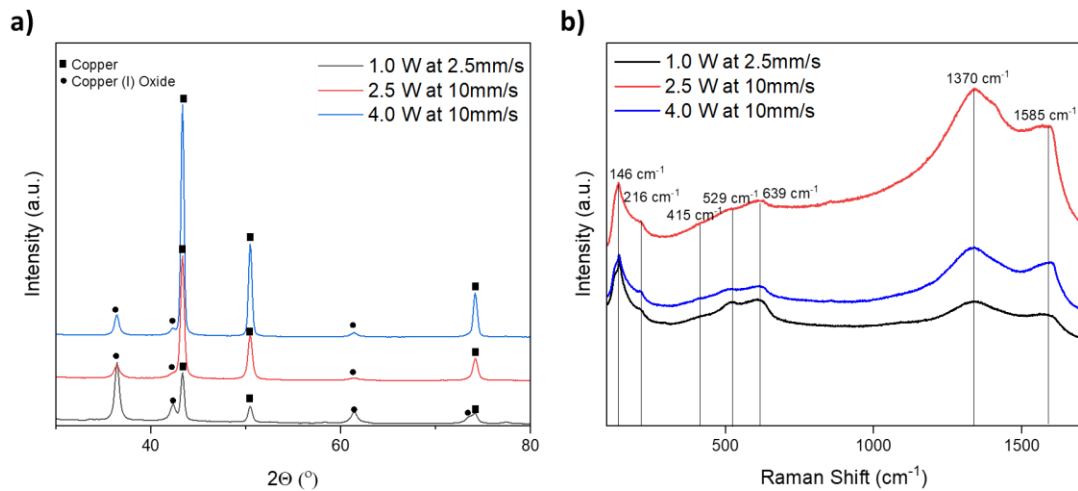 a)
■ Copper
● Copper (I) Oxide
1.0 W at 2.5mm/s
2.5 W at 10mm/s
4.0 W at 10mm/s
Intensity (a.u.)
40
60
80
2Θ (°)
b)
1.0 W at 2.5mm/s
2.5 W at 10mm/s
4.0 W at 10mm/s
1370 cm⁻¹
1585 cm⁻¹
146 cm⁻¹
216 cm⁻¹
415 cm⁻¹
529 cm⁻¹
639 cm⁻¹
Intensity (a.u.)
500
1000
1500
Raman Shift (cm⁻¹)